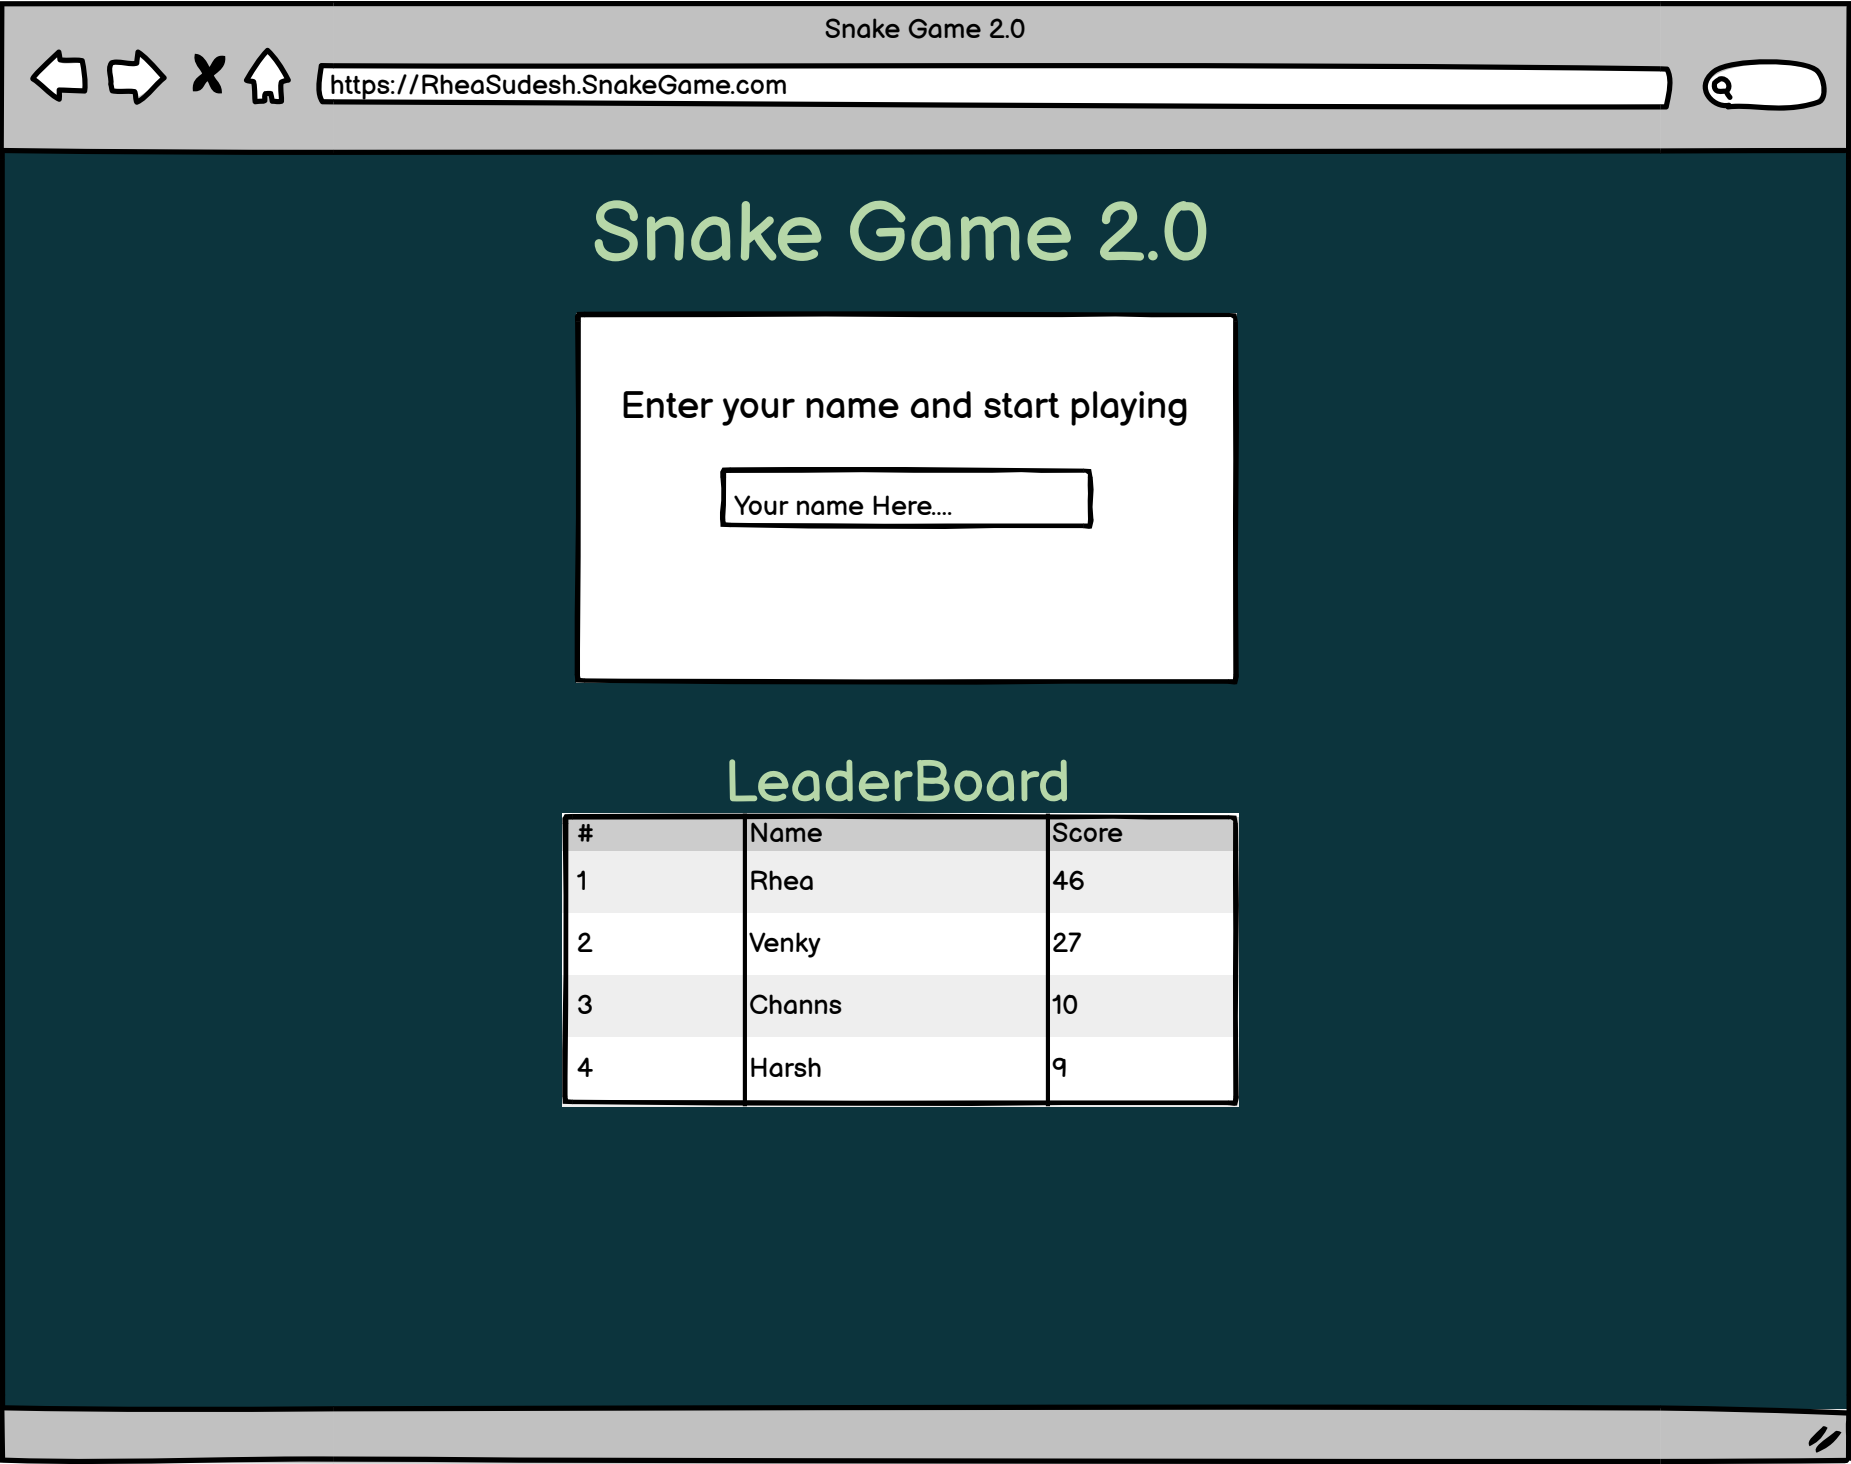 Snake Game 2.0
https://RheaSudesh.SnakeGame.com
Snake Game 2.0
Enter your name and start playing
Your name Here....
LeaderBoard
# Name Score
1 Rhea 46
2 Venky 27
3 Channs 10
4 Harsh 9